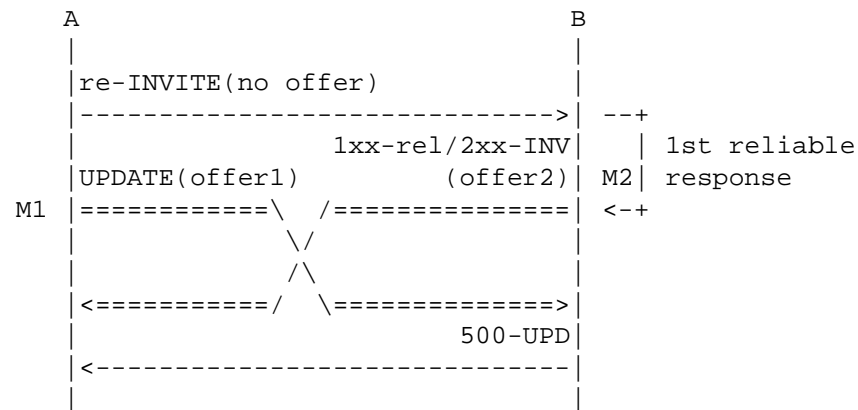 A                                  B
|                                  |
|re-INVITE(no offer)               |
|------------------------------->| --+
|                 1xx-rel/2xx-INV|   | 1st reliable
|UPDATE(offer1)          (offer2)| M2| response
M1 |============\  /===============| <-+
|             \/                   |
|             /\                   |
|<===========/  \==============>|
|                         500-UPD|
|<-------------------------------|
|                                  |